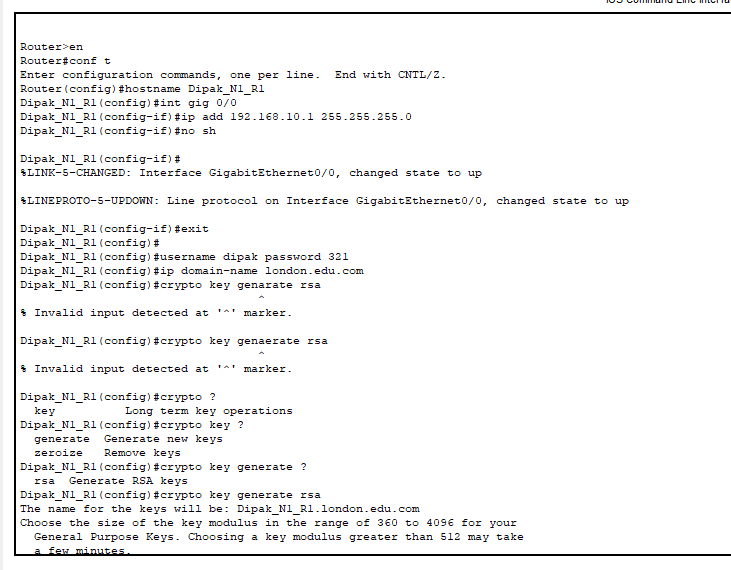 IOS Command Line Interfa
Router>en
Router#conf t
Enter configuration commands, one per line.  End with CNTL/Z.
Router(config)#hostname Dipak_N1_R1
Dipak_N1_R1(config)#int gig 0/0
Dipak_N1_R1(config-if)#ip add 192.168.10.1 255.255.255.0
Dipak_N1_R1(config-if)#no sh
Dipak_N1_R1(config-if)#
%LINK-5-CHANGED: Interface GigabitEthernet0/0, changed state to up
%LINEPROTO-5-UPDOWN: Line protocol on Interface GigabitEthernet0/0, changed state to up
Dipak_N1_R1(config-if)#exit
Dipak_N1_R1(config)#
Dipak_N1_R1(config)#username dipak password 321
Dipak_N1_R1(config)#ip domain-name london.edu.com
Dipak_N1_R1(config)#crypto key genarate rsa
^
% Invalid input detected at '^' marker.
Dipak_N1_R1(config)#crypto key genaerate rsa
^
% Invalid input detected at '^' marker.
Dipak_N1_R1(config)#crypto ?
key          Long term key operations
Dipak_N1_R1(config)#crypto key ?
generate  Generate new keys
zeroize   Remove keys
Dipak_N1_R1(config)#crypto key generate ?
rsa  Generate RSA keys
Dipak_N1_R1(config)#crypto key generate rsa
The name for the keys will be: Dipak_N1_R1.london.edu.com
Choose the size of the key modulus in the range of 360 to 4096 for your
General Purpose Keys. Choosing a key modulus greater than 512 may take
a few minutes.